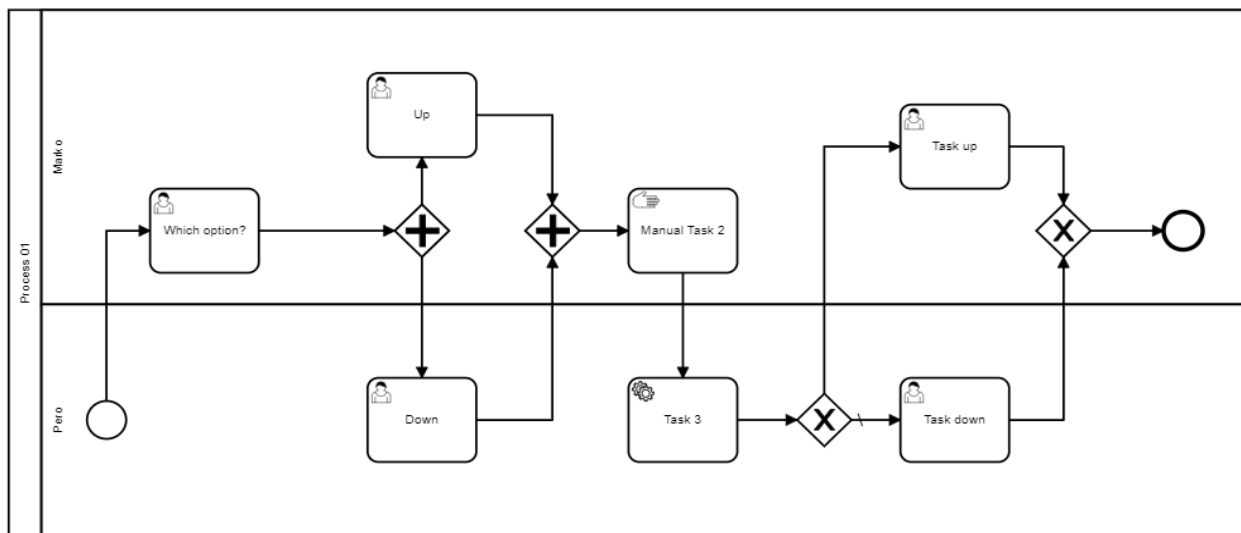 Process 01
Marko
Pero
Which option?
Up
Down
Manual Task 2
Task 3
Task up
Task down